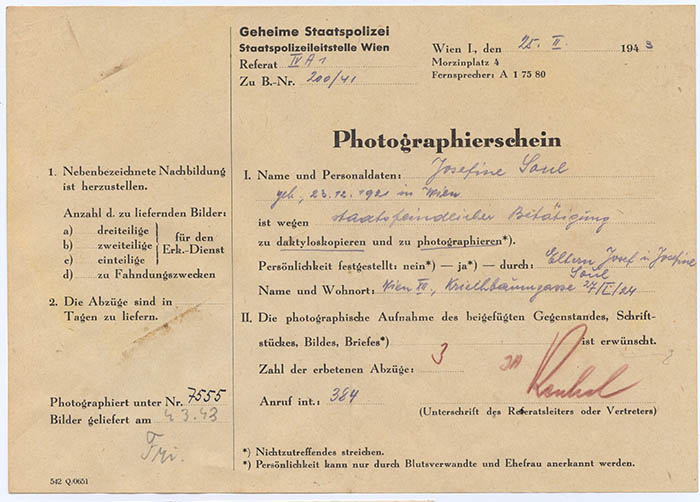 Geheime Staatspolizei
Staatspolizeileitstelle Wien
Referat IV A 1
Zu B.-Nr. 200/41
Wien I., den 25. II. 1943
Morzinplatz 4
Fernsprecher: A 1 75 80
Photographierschein
1. Nebenbezeichnete Nachbildung
ist herzustellen.
Anzahl d. zu liefernden Bilder:
a) dreiteilige
b) zweiteilige
c) einteilige
für den
Erk.-Dienst
d) zu Fahndungszwecken
2. Die Abzüge sind in
Tagen zu liefern.
Photographiert unter Nr. 7555
Bilder geliefert am 4.3.43
Fri.
542 Q/0651
I. Name und Personaldaten: Josefine Soul
geb. 23.12.1921 in Wien
ist wegen staatsfeindlicher Betätigung
zu daktyloskopieren und zu photographieren*).
Persönlichkeit festgestellt: nein*) — ja*) — durch: Eltern Josef u. Josefine
Soul
Name und Wohnort: Wien III, 27/II/24
II. Die photographische Aufnahme des beigefügten Gegenstandes, Schrift-
stückes, Bildes, Briefes*) ist erwünscht.
Zahl der erbetenen Abzüge: 3
Anruf int.: 384
(Unterschrift des Referatsleiters oder Vertreters)
*) Nichtzutreffendes streichen.
*) Persönlichkeit kann nur durch Blutsverwandte und Ehefrau anerkannt werden.